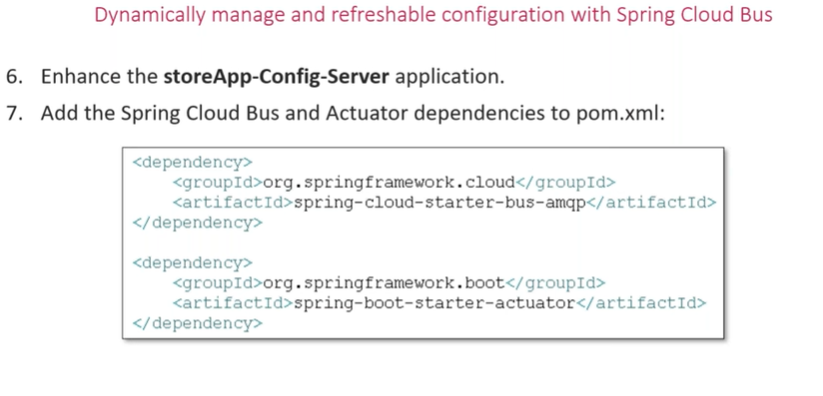 Dynamically manage and refreshable configuration with Spring Cloud Bus
6. Enhance the storeApp-Config-Server application.
7. Add the Spring Cloud Bus and Actuator dependencies to pom.xml:
<dependency>
    <groupId>org.springframework.cloud</groupId>
    <artifactId>spring-cloud-starter-bus-amqp</artifactId>
</dependency>
<dependency>
    <groupId>org.springframework.boot</groupId>
    <artifactId>spring-boot-starter-actuator</artifactId>
</dependency>